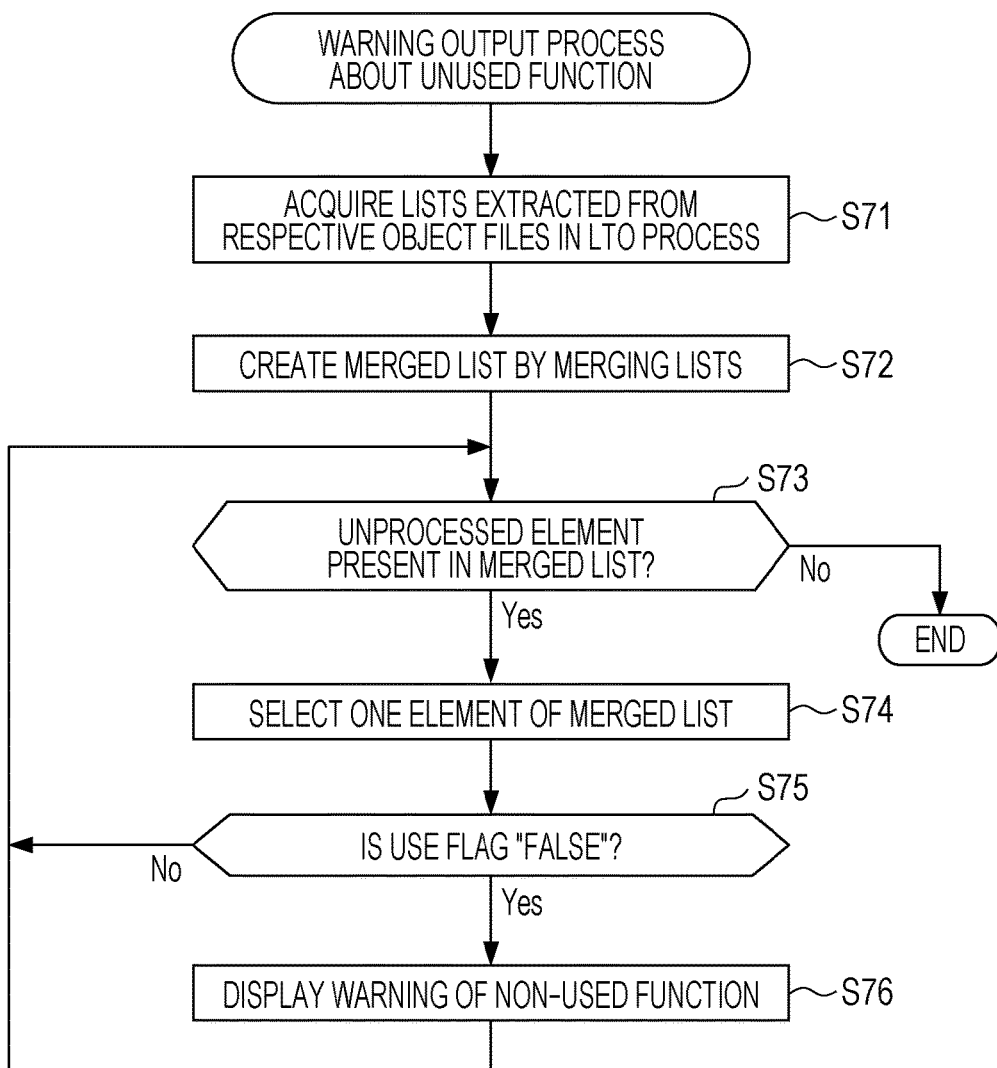 WARNING OUTPUT PROCESS
ABOUT UNUSED FUNCTION
ACQUIRE LISTS EXTRACTED FROM
RESPECTIVE OBJECT FILES IN LTO PROCESS
S71
CREATE MERGED LIST BY MERGING LISTS
S72
S73
UNPROCESSED ELEMENT
PRESENT IN MERGED LIST?
No
Yes
END
SELECT ONE ELEMENT OF MERGED LIST
S74
S75
IS USE FLAG "FALSE"?
No
Yes
DISPLAY WARNING OF NON-USED FUNCTION
S76